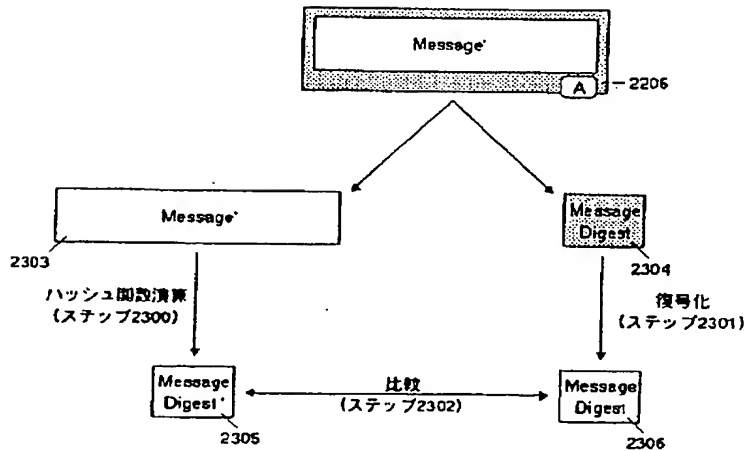 Message'
A
2206
Message'
2303
Message
Digest
2304
ハッシュ関数演算
(ステップ2300)
復号化
(ステップ2301)
Message
Digest'
2305
比較
(ステップ2302)
Message
Digest
2306